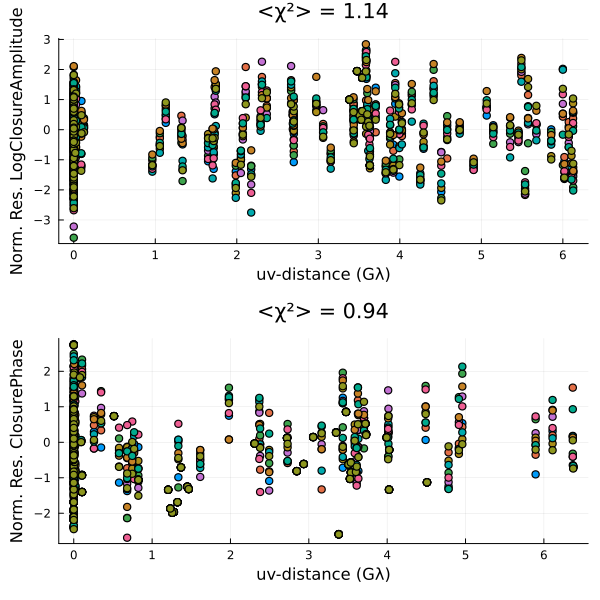 <χ²> = 1.14
Norm. Res. LogClosureAmplitude
3
2
1
0
−1
−2
−3
0 1 2 3 4 5 6
uv-distance (Gλ)
<χ²> = 0.94
Norm. Res. ClosurePhase
2
1
0
−1
−2
0 1 2 3 4 5 6
uv-distance (Gλ)